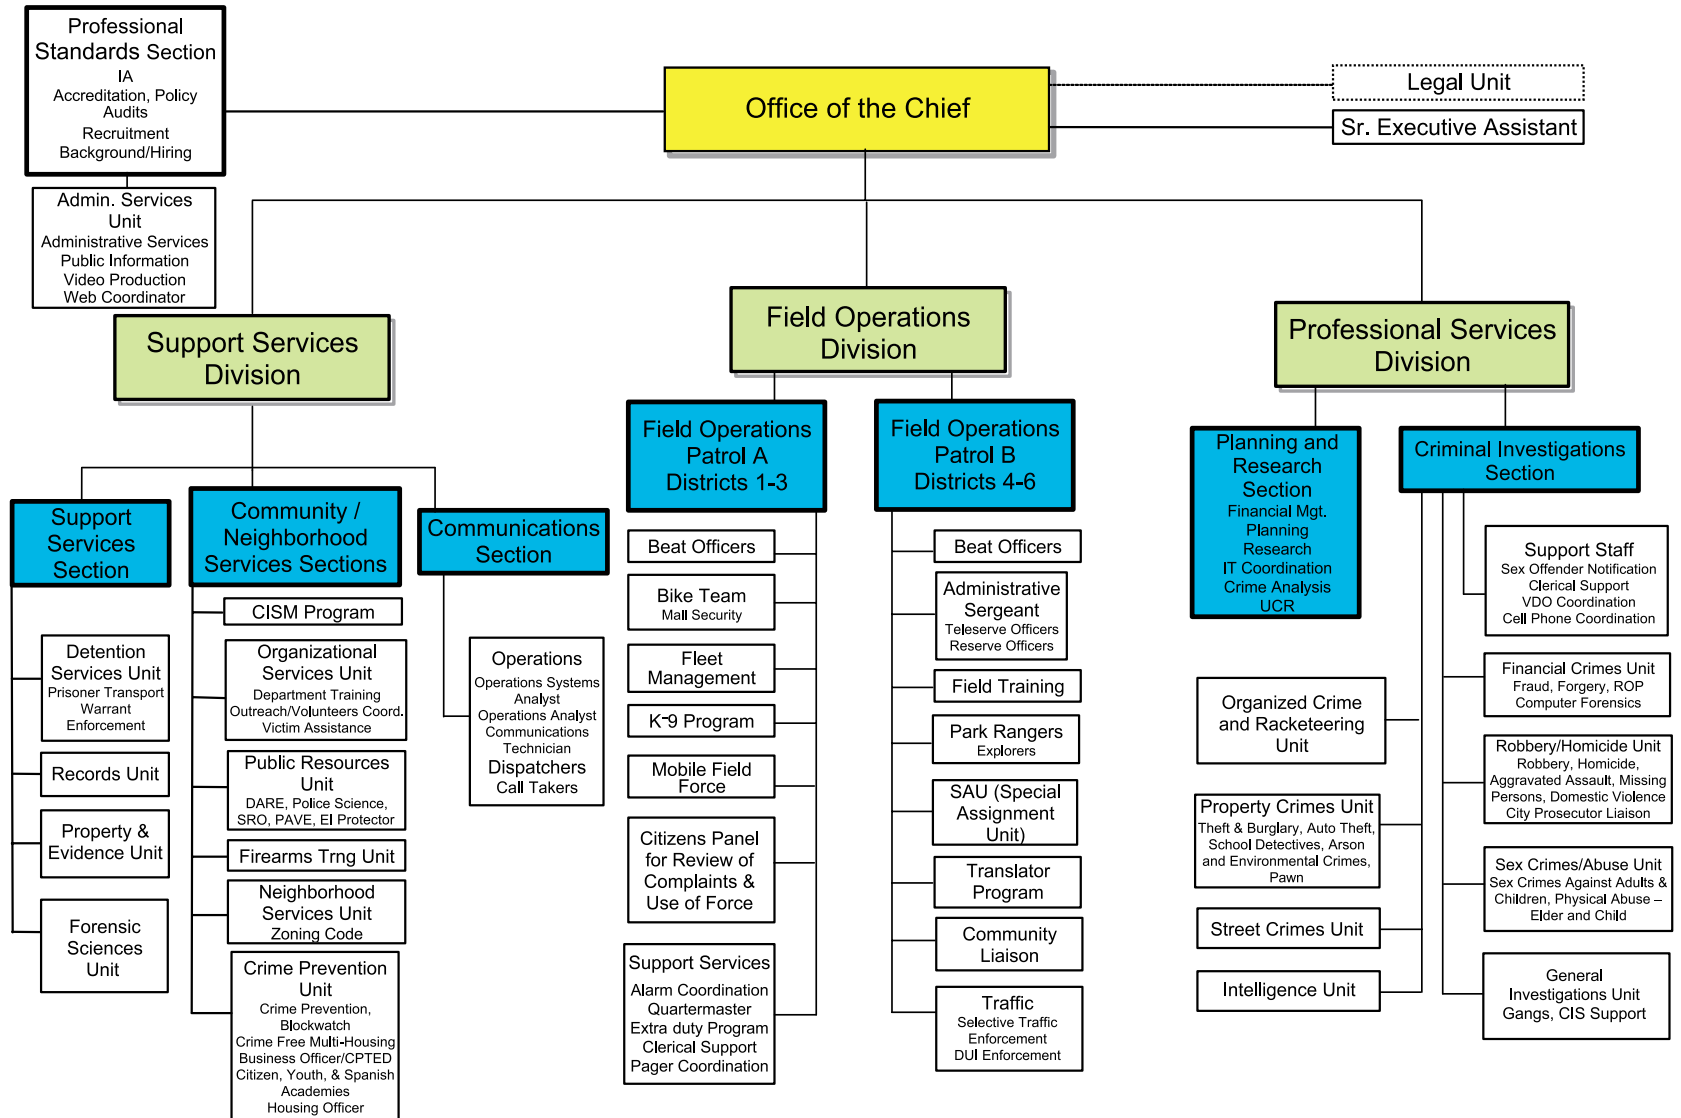 Professional
Standards Section
IA
Accreditation, Policy
Audits
Recruitment
Background/Hiring
Admin. Services
Unit
Administrative Services
Public Information
Video Production
Web Coordinator
Office of the Chief
Legal Unit
Sr. Executive Assistant
Support Services
Division
Field Operations
Division
Professional Services
Division
Support
Services
Section
Community /
Neighborhood
Services Sections
Communications
Section
Detention
Services Unit
Prisoner Transport
Warrant
Enforcement
Records Unit
Property &
Evidence Unit
Forensic
Sciences
Unit
CISM Program
Organizational
Services Unit
Department Training
Outreach/Volunteers Coord.
Victim Assistance
Public Resources
Unit
DARE, Police Science,
SRO, PAVE, El Protector
Firearms Trng Unit
Neighborhood
Services Unit
Zoning Code
Crime Prevention
Unit
Crime Prevention,
Blockwatch
Crime Free Multi-Housing
Business Officer/CPTED
Citizen, Youth, & Spanish
Academies
Housing Officer
Operations
Operations Systems
Analyst
Operations Analyst
Communications
Technician
Dispatchers
Call Takers
Field Operations
Patrol A
Districts 1-3
Beat Officers
Bike Team
Mall Security
Fleet
Management
K-9 Program
Mobile Field
Force
Citizens Panel
for Review of
Complaints &
Use of Force
Support Services
Alarm Coordination
Quartermaster
Extra duty Program
Clerical Support
Pager Coordination
Field Operations
Patrol B
Districts 4-6
Beat Officers
Administrative
Sergeant
Teleserve Officers
Reserve Officers
Field Training
Park Rangers
Explorers
SAU (Special
Assignment
Unit)
Translator
Program
Community
Liaison
Traffic
Selective Traffic
Enforcement
DUI Enforcement
Planning and
Research
Section
Financial Mgt.
Planning
Research
IT Coordination
Crime Analysis
UCR
Criminal Investigations
Section
Organized Crime
and Racketeering
Unit
Property Crimes Unit
Theft & Burglary, Auto Theft,
School Detectives, Arson
and Environmental Crimes,
Pawn
Street Crimes Unit
Intelligence Unit
Support Staff
Sex Offender Notification
Clerical Support
VDO Coordination
Cell Phone Coordination
Financial Crimes Unit
Fraud, Forgery, ROP
Computer Forensics
Robbery/Homicide Unit
Robbery, Homicide,
Aggravated Assault, Missing
Persons, Domestic Violence
City Prosecutor Liaison
Sex Crimes/Abuse Unit
Sex Crimes Against Adults &
Children, Physical Abuse –
Elder and Child
General
Investigations Unit
Gangs, CIS Support